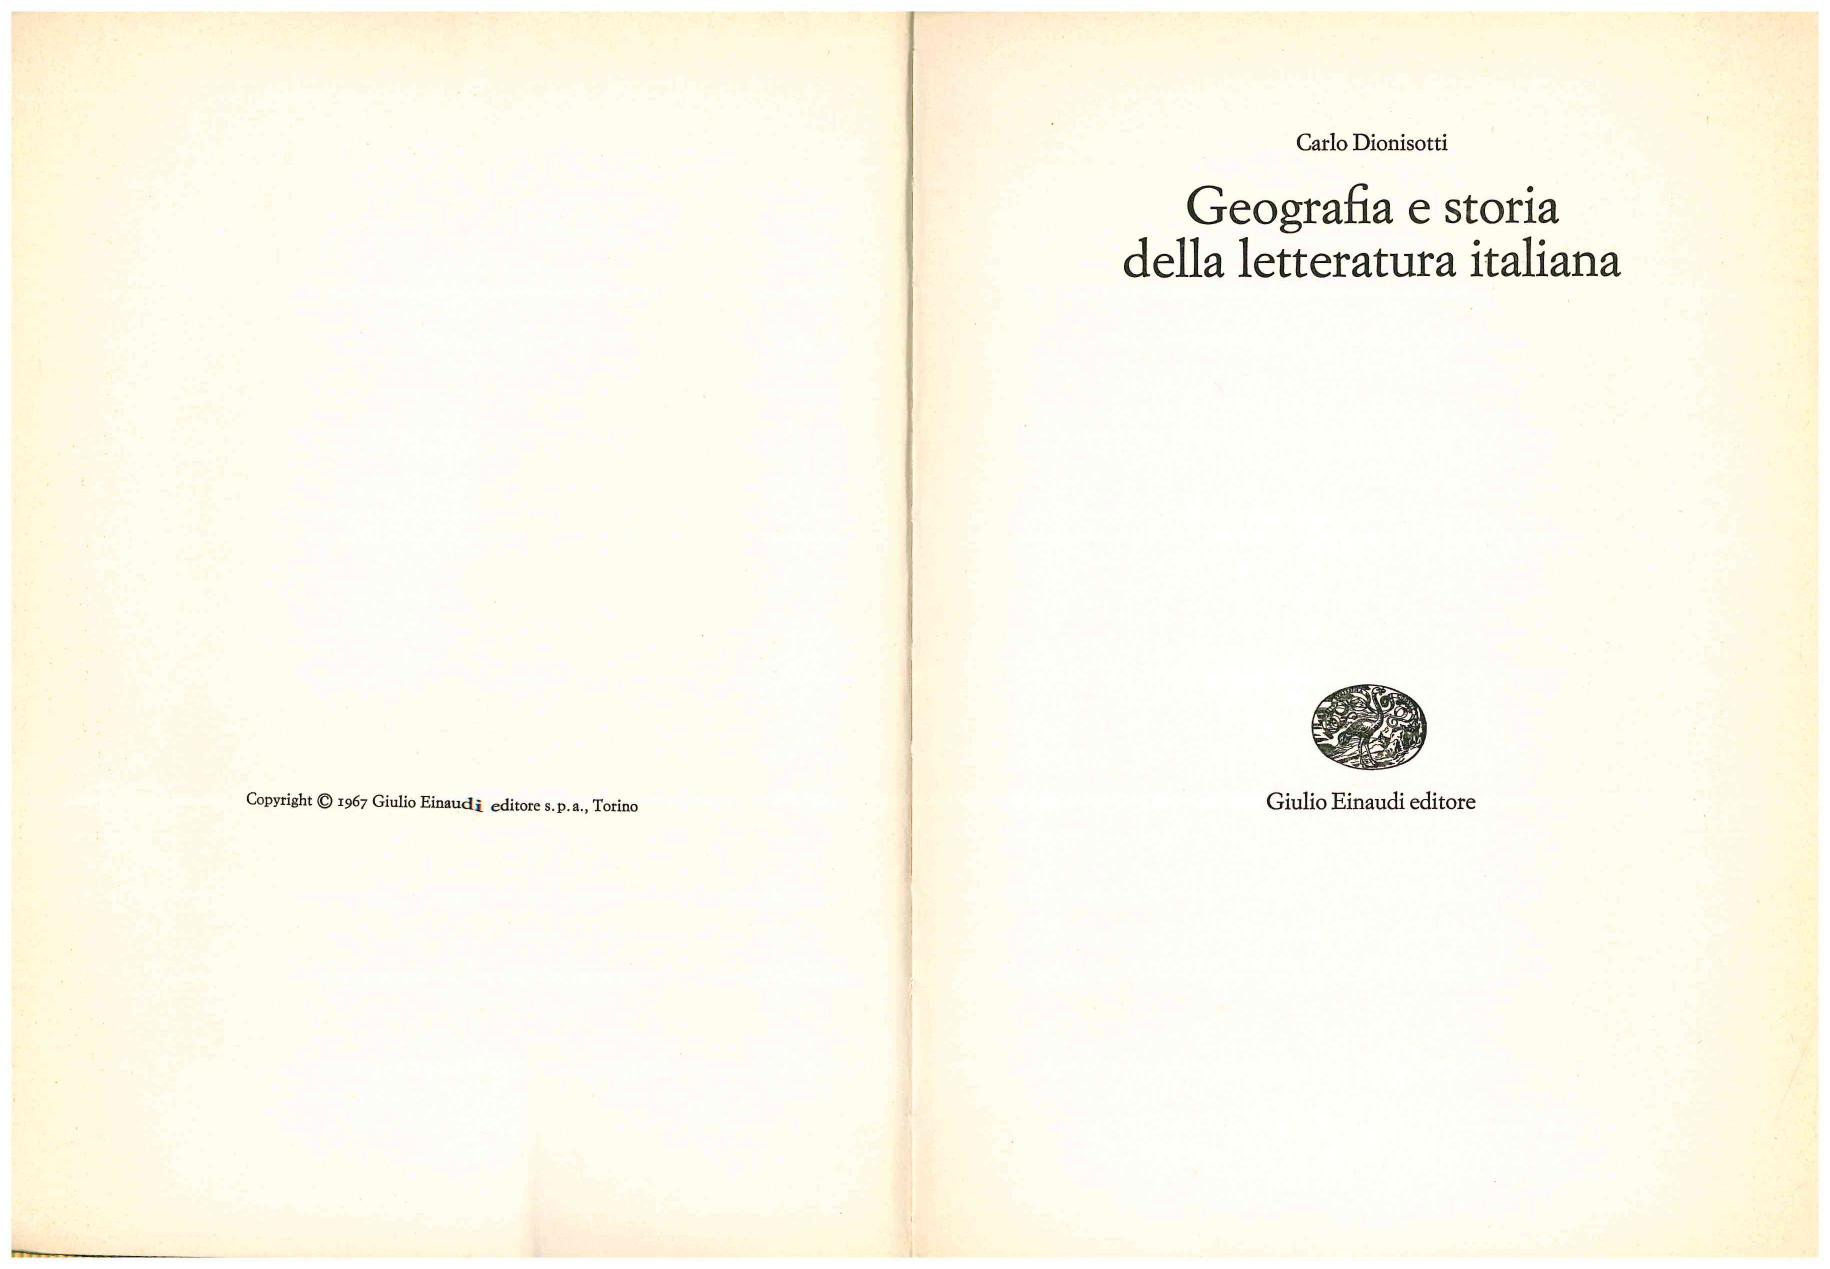 Copyright © 1967 Giulio Einaudi editore s.p.a., Torino
Carlo Dionisotti
Geografia e storia
della letteratura italiana
Giulio Einaudi editore